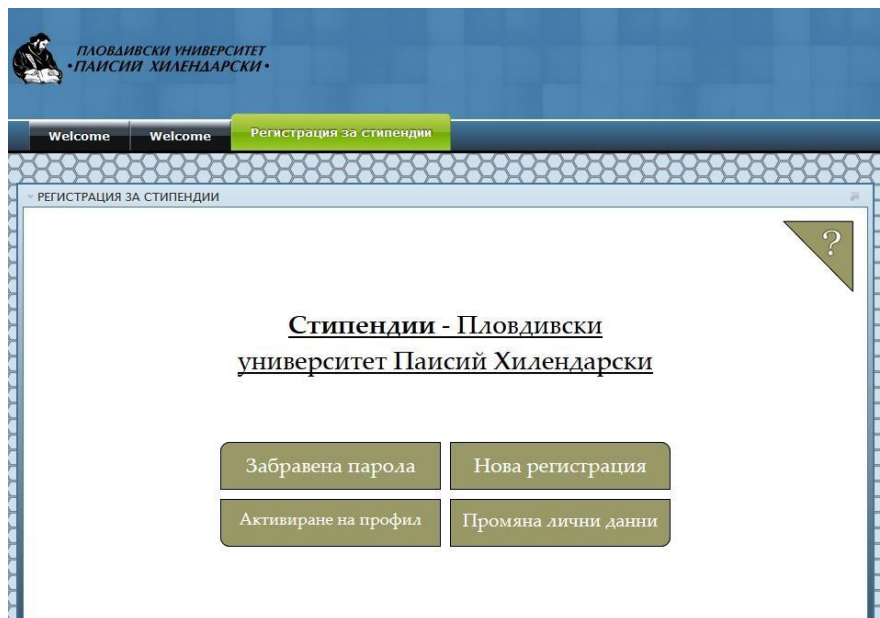 ПЛОВДИВСКИ УНИВЕРСИТЕТ
•ПАИСИЙ ХИЛЕНДАРСКИ•
Welcome Welcome Регистрация за стипендии
РЕГИСТРАЦИЯ ЗА СТИПЕНДИИ
?
Стипендии - Пловдивски
университет Паисий Хилендарски
Забравена парола Нова регистрация
Активиране на профил Промяна лични данни